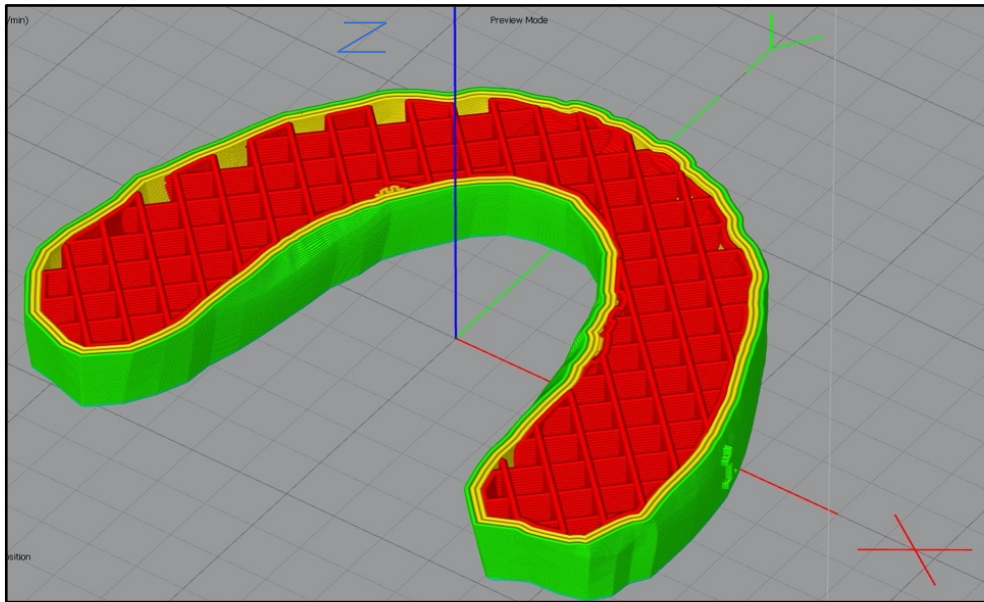 /min)
Preview Mode
Z
Y
X
osition